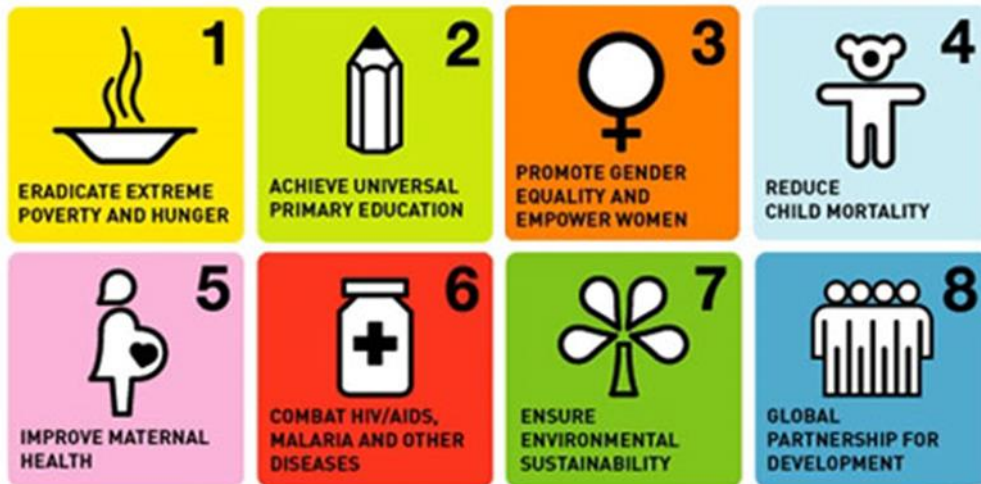 1
ERADICATE EXTREME
POVERTY AND HUNGER
2
ACHIEVE UNIVERSAL
PRIMARY EDUCATION
3
PROMOTE GENDER
EQUALITY AND
EMPOWER WOMEN
4
REDUCE
CHILD MORTALITY
5
IMPROVE MATERNAL
HEALTH
6
COMBAT HIV/AIDS,
MALARIA AND OTHER
DISEASES
7
ENSURE
ENVIRONMENTAL
SUSTAINABILITY
8
GLOBAL
PARTNERSHIP FOR
DEVELOPMENT